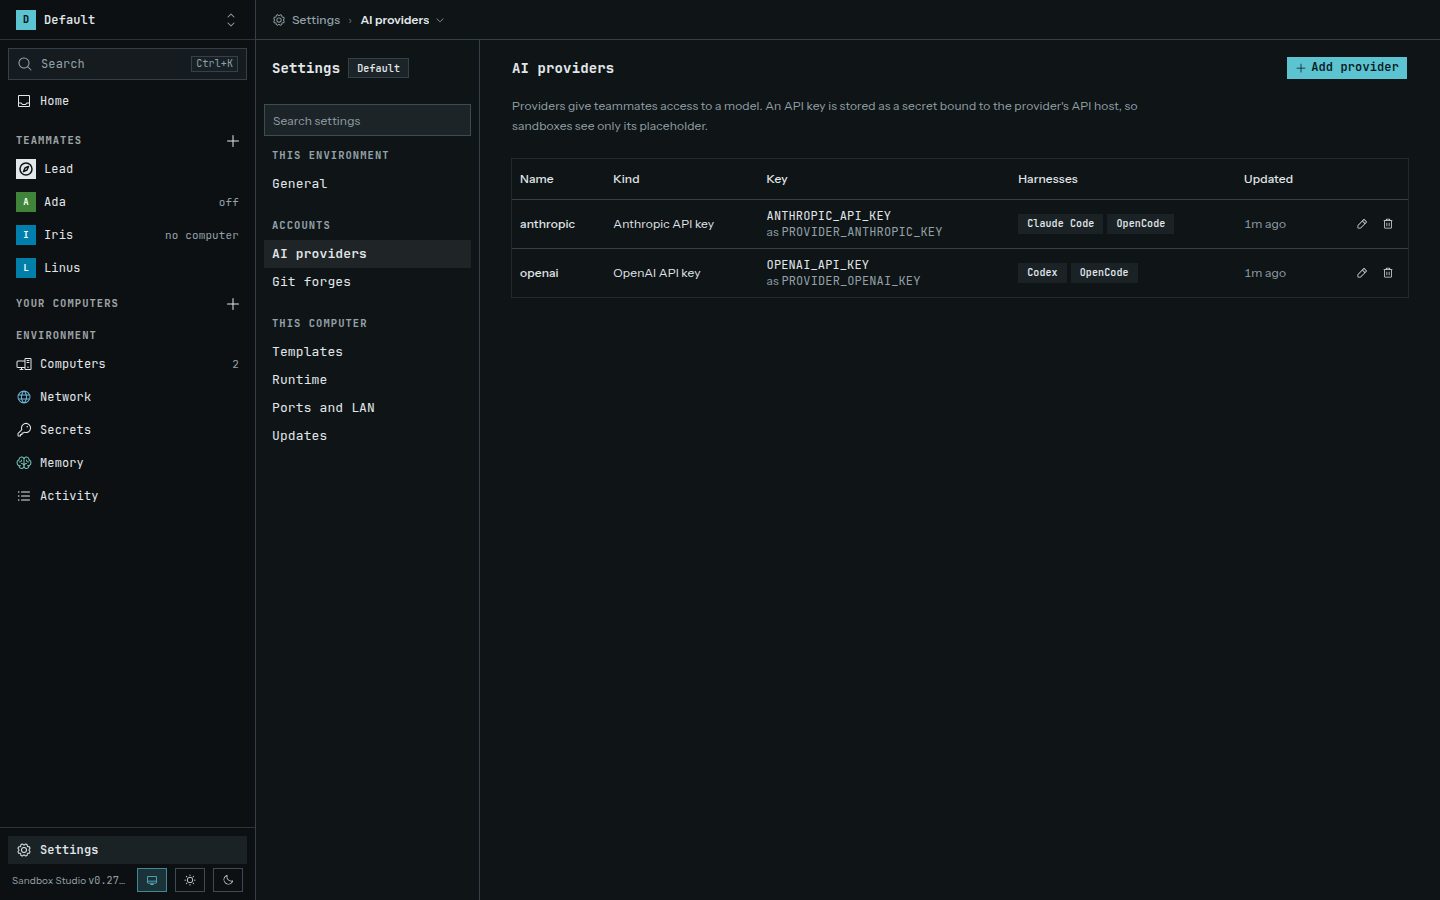 D Default
Search Ctrl+K
Home
TEAMMATES
Lead
A Ada off
I Iris no computer
L Linus
YOUR COMPUTERS
ENVIRONMENT
Computers 2
Network
Secrets
Memory
Activity
Settings
Sandbox Studio v0.27…
Settings › AI providers
Settings Default
Search settings
THIS ENVIRONMENT
General
ACCOUNTS
AI providers
Git forges
THIS COMPUTER
Templates
Runtime
Ports and LAN
Updates
AI providers
+ Add provider
Providers give teammates access to a model. An API key is stored as a secret bound to the provider's API host, so
sandboxes see only its placeholder.
Name Kind Key Harnesses Updated
anthropic Anthropic API key ANTHROPIC_API_KEY Claude Code OpenCode 1m ago
as PROVIDER_ANTHROPIC_KEY
openai OpenAI API key OPENAI_API_KEY Codex OpenCode 1m ago
as PROVIDER_OPENAI_KEY